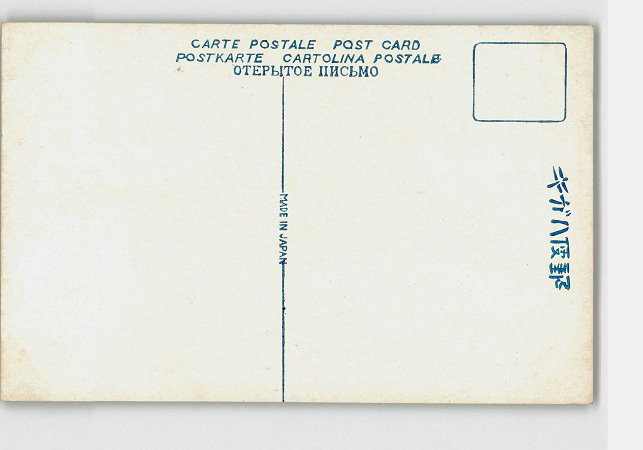 CARTE POSTALE POST CARD
POSTKARTE CARTOLINA POSTALE
ОТЕРЫТОЕ ПИСЬМО
MADE IN JAPAN
キガハ便郵